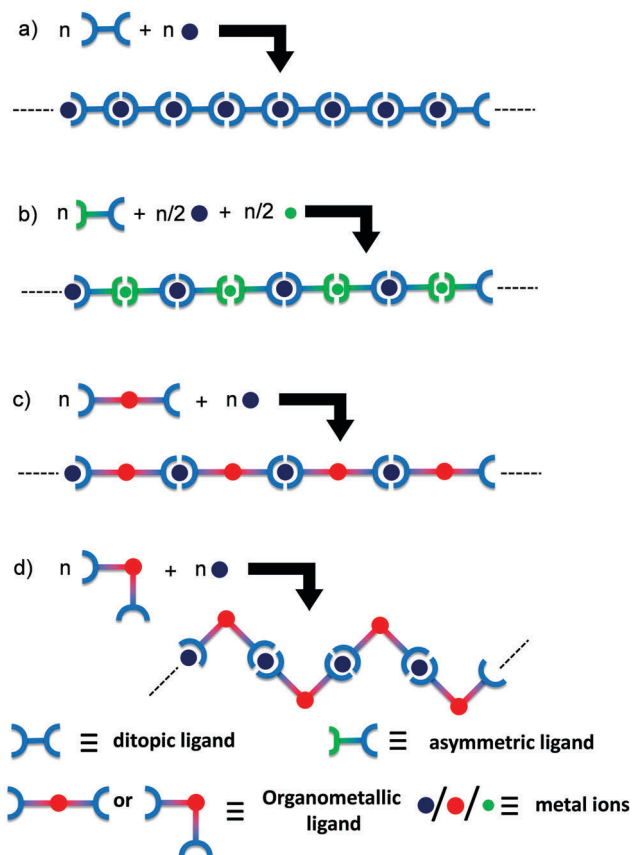 a) n + n
b) n + n/2 + n/2
c) n + n
d) n + n
≡ ditopic ligand ≡ asymmetric ligand
or ≡ Organometallic ligand / / ≡ metal ions